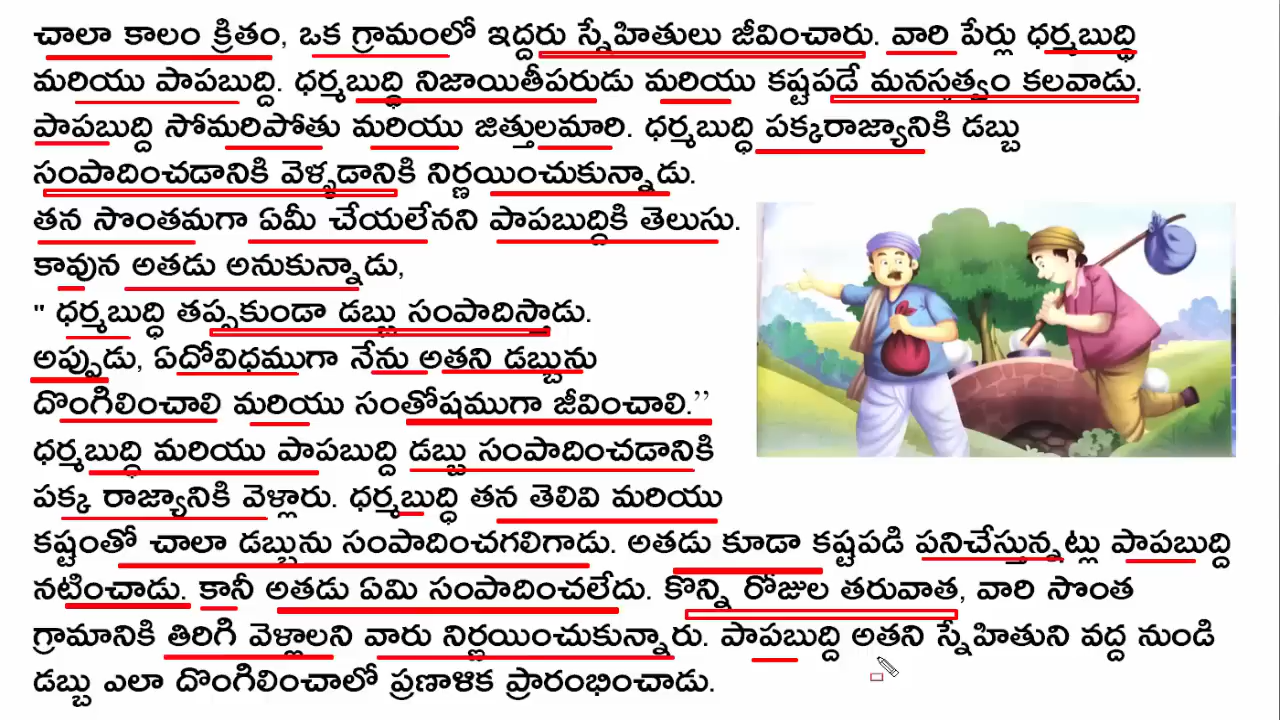 చాలా కాలం క్రితం, ఒక గ్రామంలో ఇద్దరు స్నేహితులు జీవించారు. వారి పేర్లు ధర్మబుద్ధి
మరియు పాపబుద్ది. ధర్మబుద్ధి నిజాయితీపరుడు మరియు కష్టపడే మనస్తత్వం కలవాడు.
పాపబుద్ది సోమరిపోతు మరియు జిత్తులమారి. ధర్మబుద్ధి పక్కరాజ్యానికి డబ్బు
సంపాదించడానికి వెళ్ళడానికి నిర్ణయించుకున్నాడు.
తన సొంతమగా ఏమీ చేయలేనని పాపబుద్దికి తెలుసు.
కావున అతడు అనుకున్నాడు,
" ధర్మబుద్ధి తప్పకుండా డబ్బు సంపాదిస్తాడు.
అప్పుడు, ఏదోవిధముగా నేను అతని డబ్బును
దొంగిలించాలి మరియు సంతోషముగా జీవించాలి.’’
ధర్మబుద్ధి మరియు పాపబుద్ది డబ్బు సంపాదించడానికి
పక్క రాజ్యానికి వెళ్లారు. ధర్మబుద్ధి తన తెలివి మరియు
కష్టంతో చాలా డబ్బును సంపాదించగలిగాడు. అతడు కూడా కష్టపడి పనిచేస్తున్నట్లు పాపబుద్ది
నటించాడు. కానీ అతడు ఏమి సంపాదించలేదు. కొన్ని రోజుల తరువాత, వారి సొంత
గ్రామానికి తిరిగి వెళ్లాలని వారు నిర్లయించుకున్నారు. పాపబుద్ది అతని స్నేహితుని వద్ద నుండి
డబ్బు ఎలా దొంగిలించాలో ప్రణాళిక ప్రారంభించాడు.